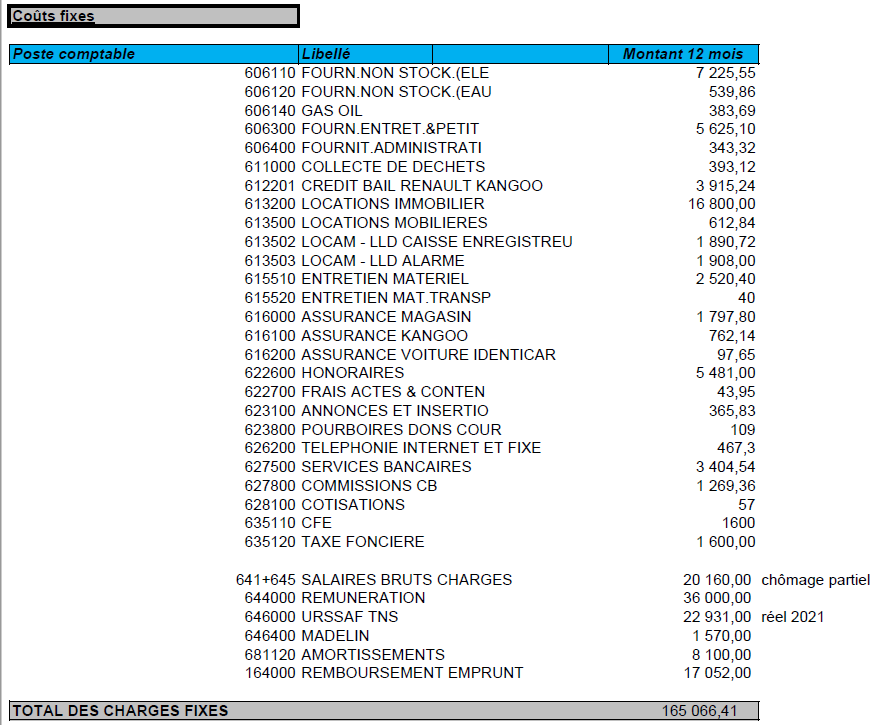 Coûts fixes
Poste comptable Libellé Montant 12 mois
606110 FOURN.NON STOCK.(ELE 7 225,55
606120 FOURN.NON STOCK.(EAU 539,86
606140 GAS OIL 383,69
606300 FOURN.ENTRET.&PETIT 5 625,10
606400 FOURNIT.ADMINISTRATI 343,32
611000 COLLECTE DE DECHETS 393,12
612201 CREDIT BAIL RENAULT KANGOO 3 915,24
613200 LOCATIONS IMMOBILIER 16 800,00
613500 LOCATIONS MOBILIERES 612,84
613502 LOCAM - LLD CAISSE ENREGISTREU 1 890,72
613503 LOCAM - LLD ALARME 1 908,00
615510 ENTRETIEN MATERIEL 2 520,40
615520 ENTRETIEN MAT.TRANSP 40
616000 ASSURANCE MAGASIN 1 797,80
616100 ASSURANCE KANGOO 762,14
616200 ASSURANCE VOITURE IDENTICAR 97,65
622600 HONORAIRES 5 481,00
622700 FRAIS ACTES & CONTEN 43,95
623100 ANNONCES ET INSERTIO 365,83
623800 POURBOIRES DONS COUR 109
626200 TELEPHONIE INTERNET ET FIXE 467,3
627500 SERVICES BANCAIRES 3 404,54
627800 COMMISSIONS CB 1 269,36
628100 COTISATIONS 57
635110 CFE 1600
635120 TAXE FONCIERE 1 600,00
641+645 SALAIRES BRUTS CHARGES 20 160,00 chômage partiel
644000 REMUNERATION 36 000,00
646000 URSSAF TNS 22 931,00 réel 2021
646400 MADELIN 1 570,00
681120 AMORTISSEMENTS 8 100,00
164000 REMBOURSEMENT EMPRUNT 17 052,00
TOTAL DES CHARGES FIXES 165 066,41